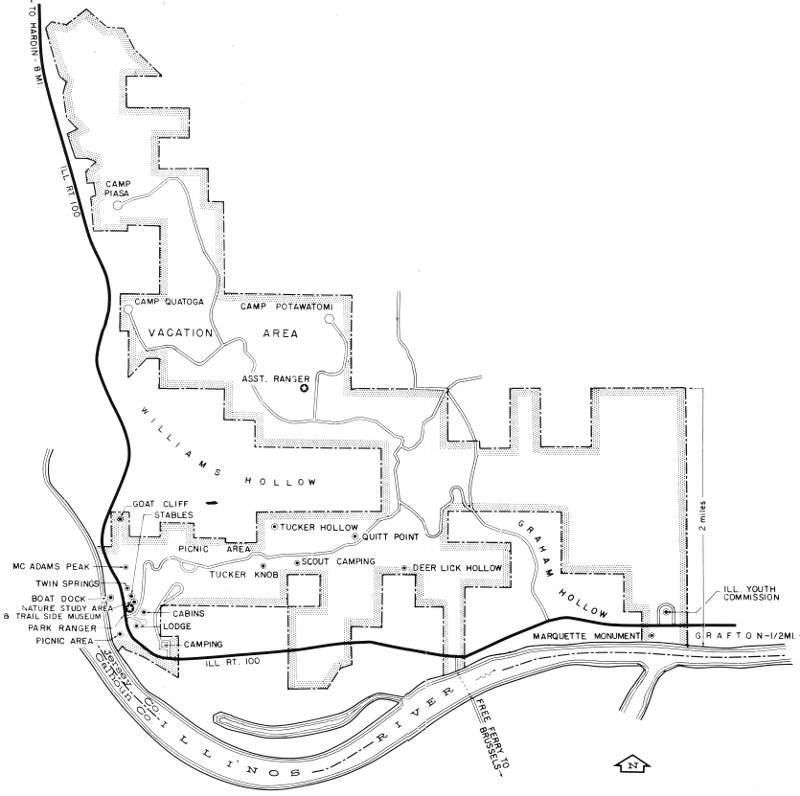 TO HARDIN - 8 MI.
CAMP
PIASA
ILL RT. 100
CAMP QUATOGA
CAMP POTAWATOMI
VACATION AREA
ASST. RANGER
WILLIAMS HOLLOW
GOAT CLIFF
STABLES
TUCKER HOLLOW
QUITT POINT
PICNIC AREA
GRAHAM HOLLOW
2 miles
MC ADAMS PEAK
SCOUT CAMPING
DEER LICK HOLLOW
TUCKER KNOB
TWIN SPRINGS
BOAT DOCK
NATURE STUDY AREA
& TRAIL SIDE MUSEUM
CABINS
PARK RANGER
LODGE
PICNIC AREA
CAMPING
ILL. YOUTH
COMMISSION
MARQUETTE MONUMENT
GRAFTON-1/2MI.
ILL RT. 100
Jersey Co.
Calhoun Co.
ILLINOIS RIVER
FREE FERRY TO
BRUSSELS-
N